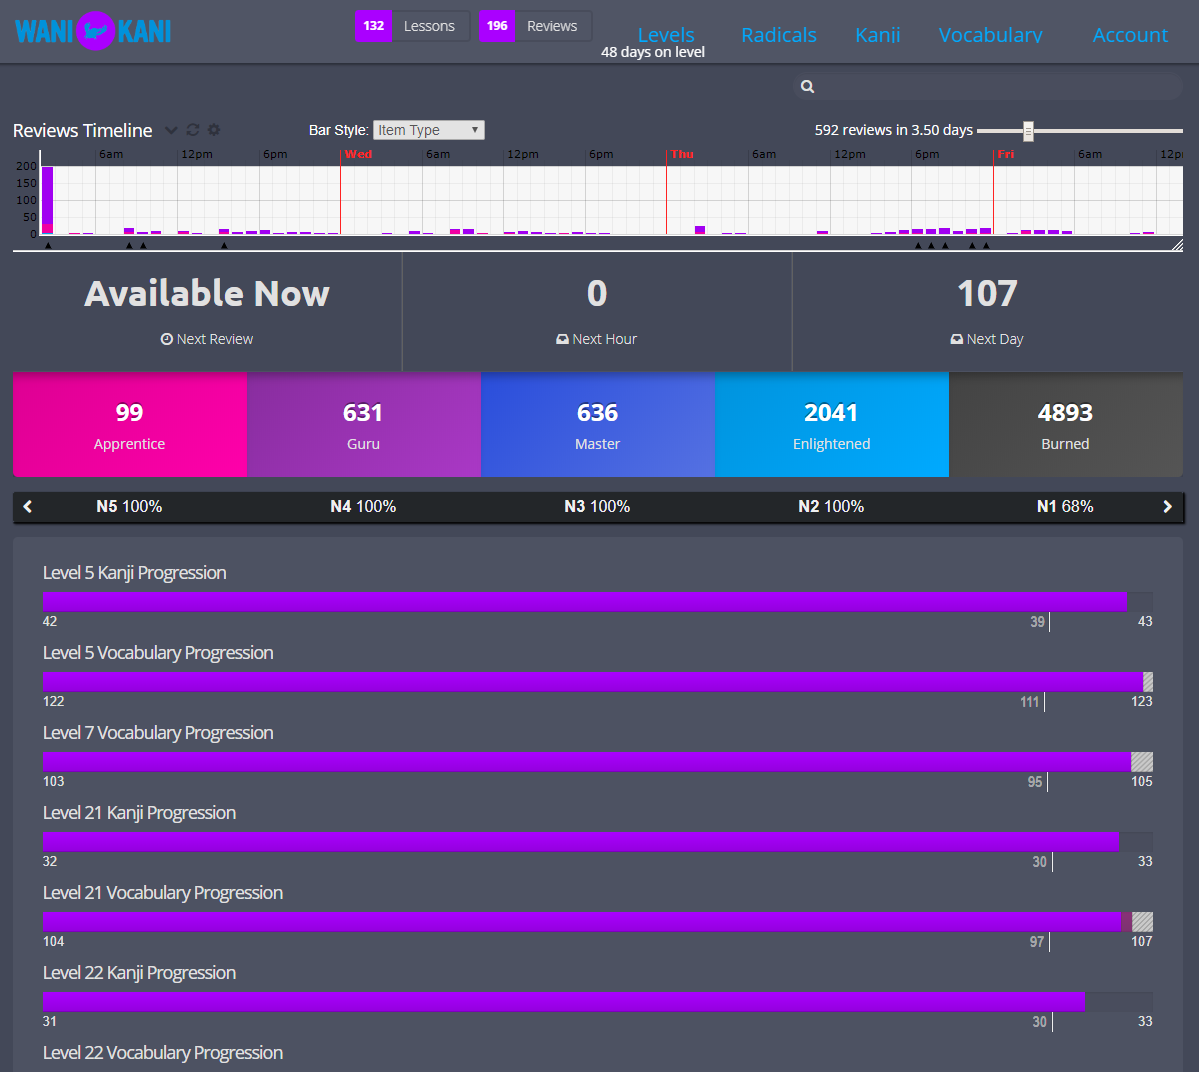 WANI KANI
132 Lessons 196 Reviews
Levels Radicals Kanji Vocabulary Account
48 days on level
Reviews Timeline Bar Style: Item Type 592 reviews in 3.50 days
6am 12pm 6pm Wed 6am 12pm 6pm Thu 6am 12pm 6pm Fri 6am 12p
200
150
100
50
0
Available Now 0 107
Next Review Next Hour Next Day
99 631 636 2041 4893
Apprentice Guru Master Enlightened Burned
N5 100% N4 100% N3 100% N2 100% N1 68%
Level 5 Kanji Progression
42 39 43
Level 5 Vocabulary Progression
122 111 123
Level 7 Vocabulary Progression
103 95 105
Level 21 Kanji Progression
32 30 33
Level 21 Vocabulary Progression
104 97 107
Level 22 Kanji Progression
31 30 33
Level 22 Vocabulary Progression